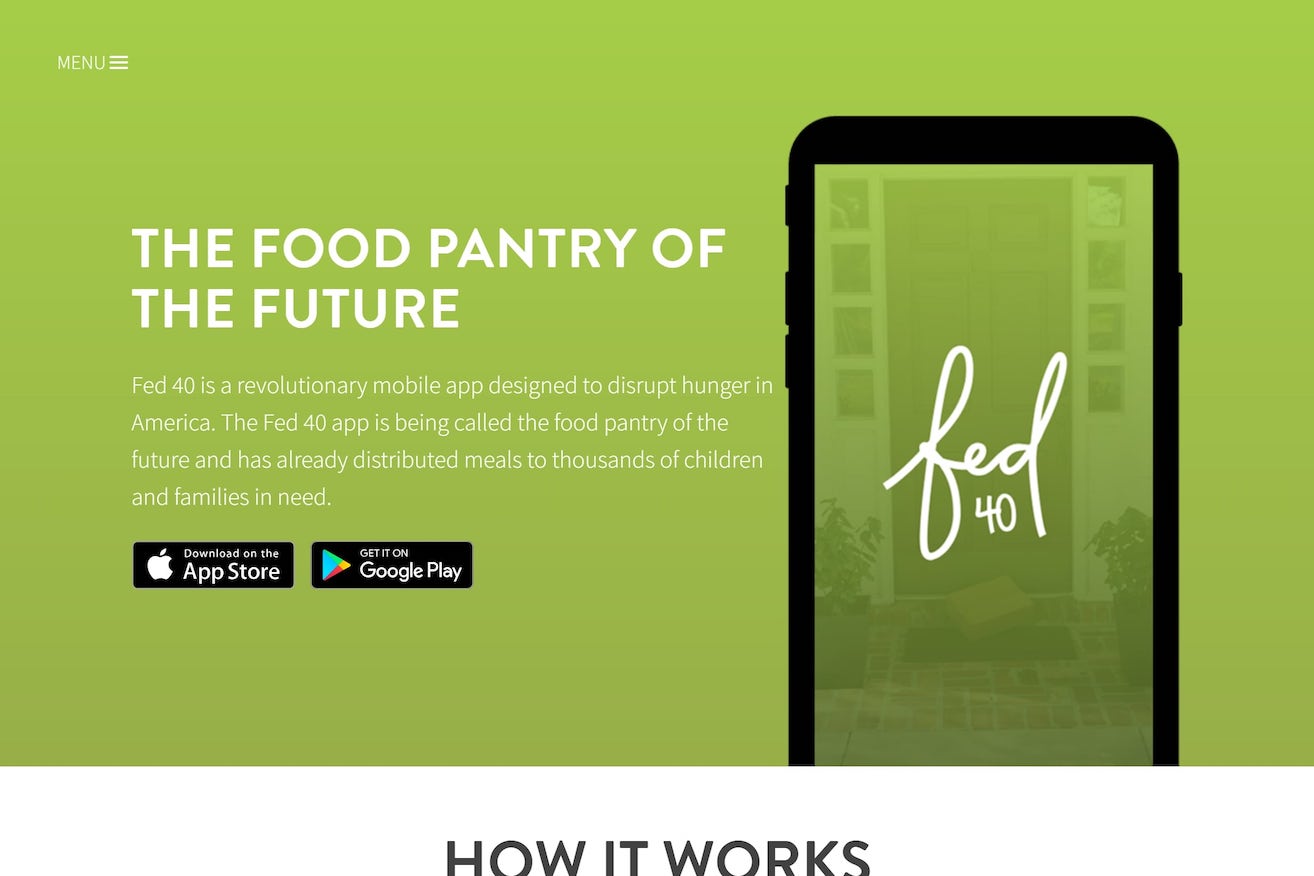 MENU
THE FOOD PANTRY OF
THE FUTURE
Fed 40 is a revolutionary mobile app designed to disrupt hunger in
America. The Fed 40 app is being called the food pantry of the
future and has already distributed meals to thousands of children
and families in need.
Download on the
App Store
GET IT ON
Google Play
fed
40
HOW IT WORKS